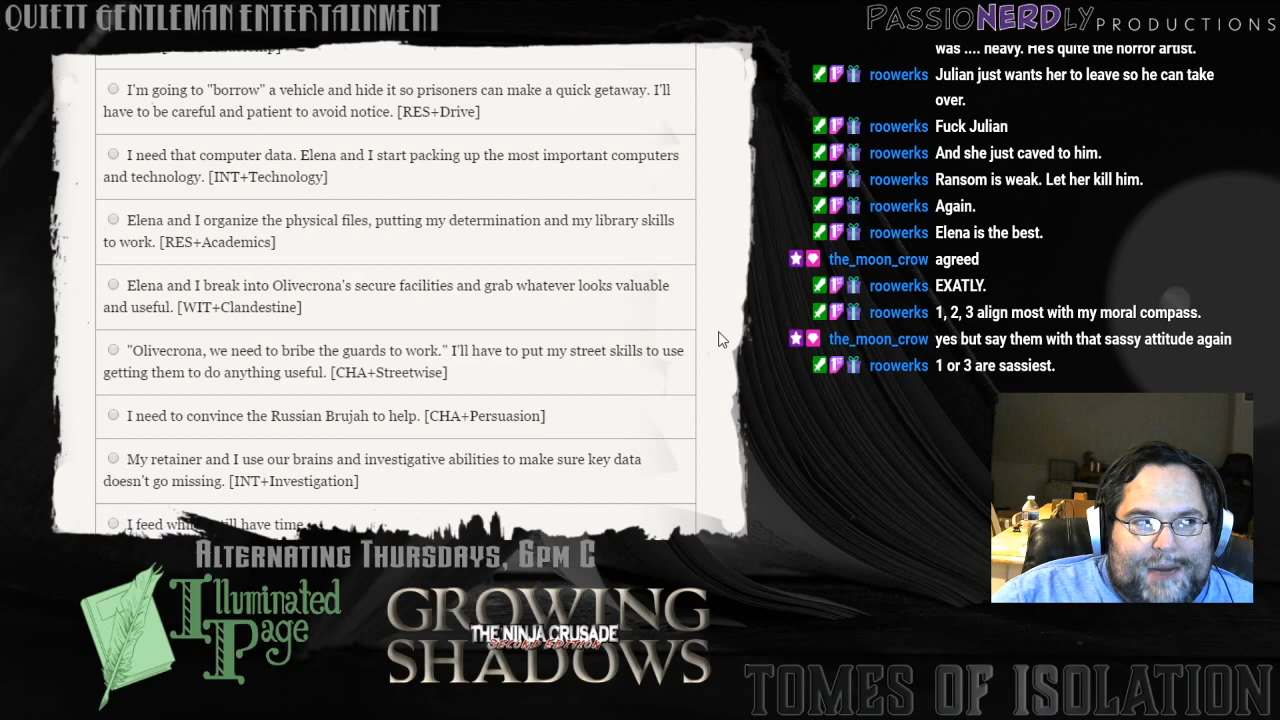 QUIETT GENTLEMAN ENTERTAINMENT
PASSIONERDLY PRODUCTIONS
I'm going to "borrow" a vehicle and hide it so prisoners can make a quick getaway. I'll
have to be careful and patient to avoid notice. [RES+Drive]
I need that computer data. Elena and I start packing up the most important computers
and technology. [INT+Technology]
Elena and I organize the physical files, putting my determination and my library skills
to work. [RES+Academics]
Elena and I break into Olivecrona's secure facilities and grab whatever looks valuable
and useful. [WIT+Clandestine]
"Olivecrona, we need to bribe the guards to work." I'll have to put my street skills to use
getting them to do anything useful. [CHA+Streetwise]
I need to convince the Russian Brujah to help. [CHA+Persuasion]
My retainer and I use our brains and investigative abilities to make sure key data
doesn't go missing. [INT+Investigation]
I feed still have time
was .... heavy. He's quite the horror artist.
roowerks Julian just wants her to leave so he can take
over.
roowerks Fuck Julian
roowerks And she just caved to him.
roowerks Ransom is weak. Let her kill him.
roowerks Again.
roowerks Elena is the best.
the_moon_crow agreed
roowerks EXATLY.
roowerks 1, 2, 3 align most with my moral compass.
the_moon_crow yes but say them with that sassy attitude again
roowerks 1 or 3 are sassiest.
ALTERNATING THURSDAYS, 6PM C
Illuminated
Page
GROWING
THE NINJA CRUSADE
SECOND EDITION
SHADOWS
TOMES OF ISOLATION